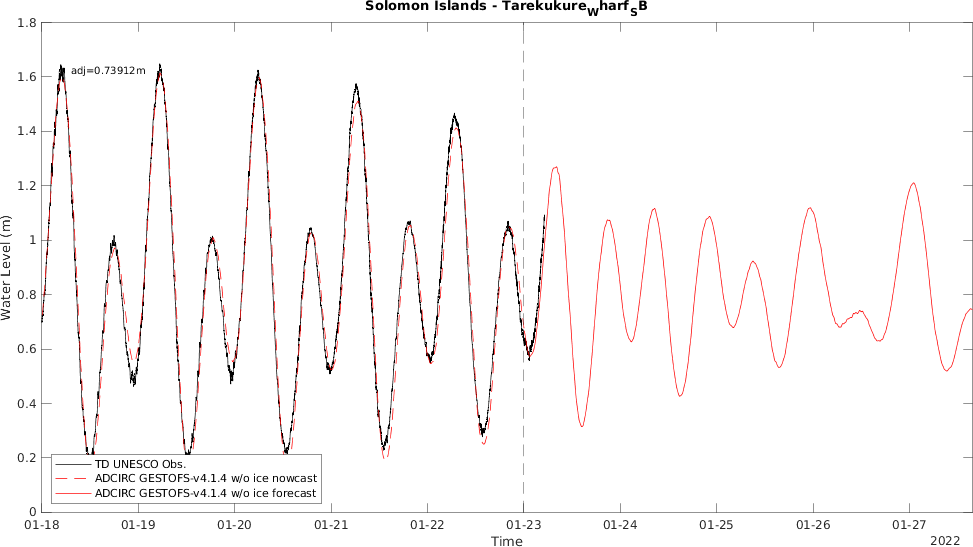 Solomon Islands - Tarekukure_Wharf_SB
1.8
1.6
1.4
1.2
1
0.8
0.6
0.4
0.2
0
Water Level (m)
adj=0.73912m
TD UNESCO Obs.
ADCIRC GESTOFS-v4.1.4 w/o ice nowcast
ADCIRC GESTOFS-v4.1.4 w/o ice forecast
01-18 01-19 01-20 01-21 01-22 01-23 01-24 01-25 01-26 01-27
Time
2022